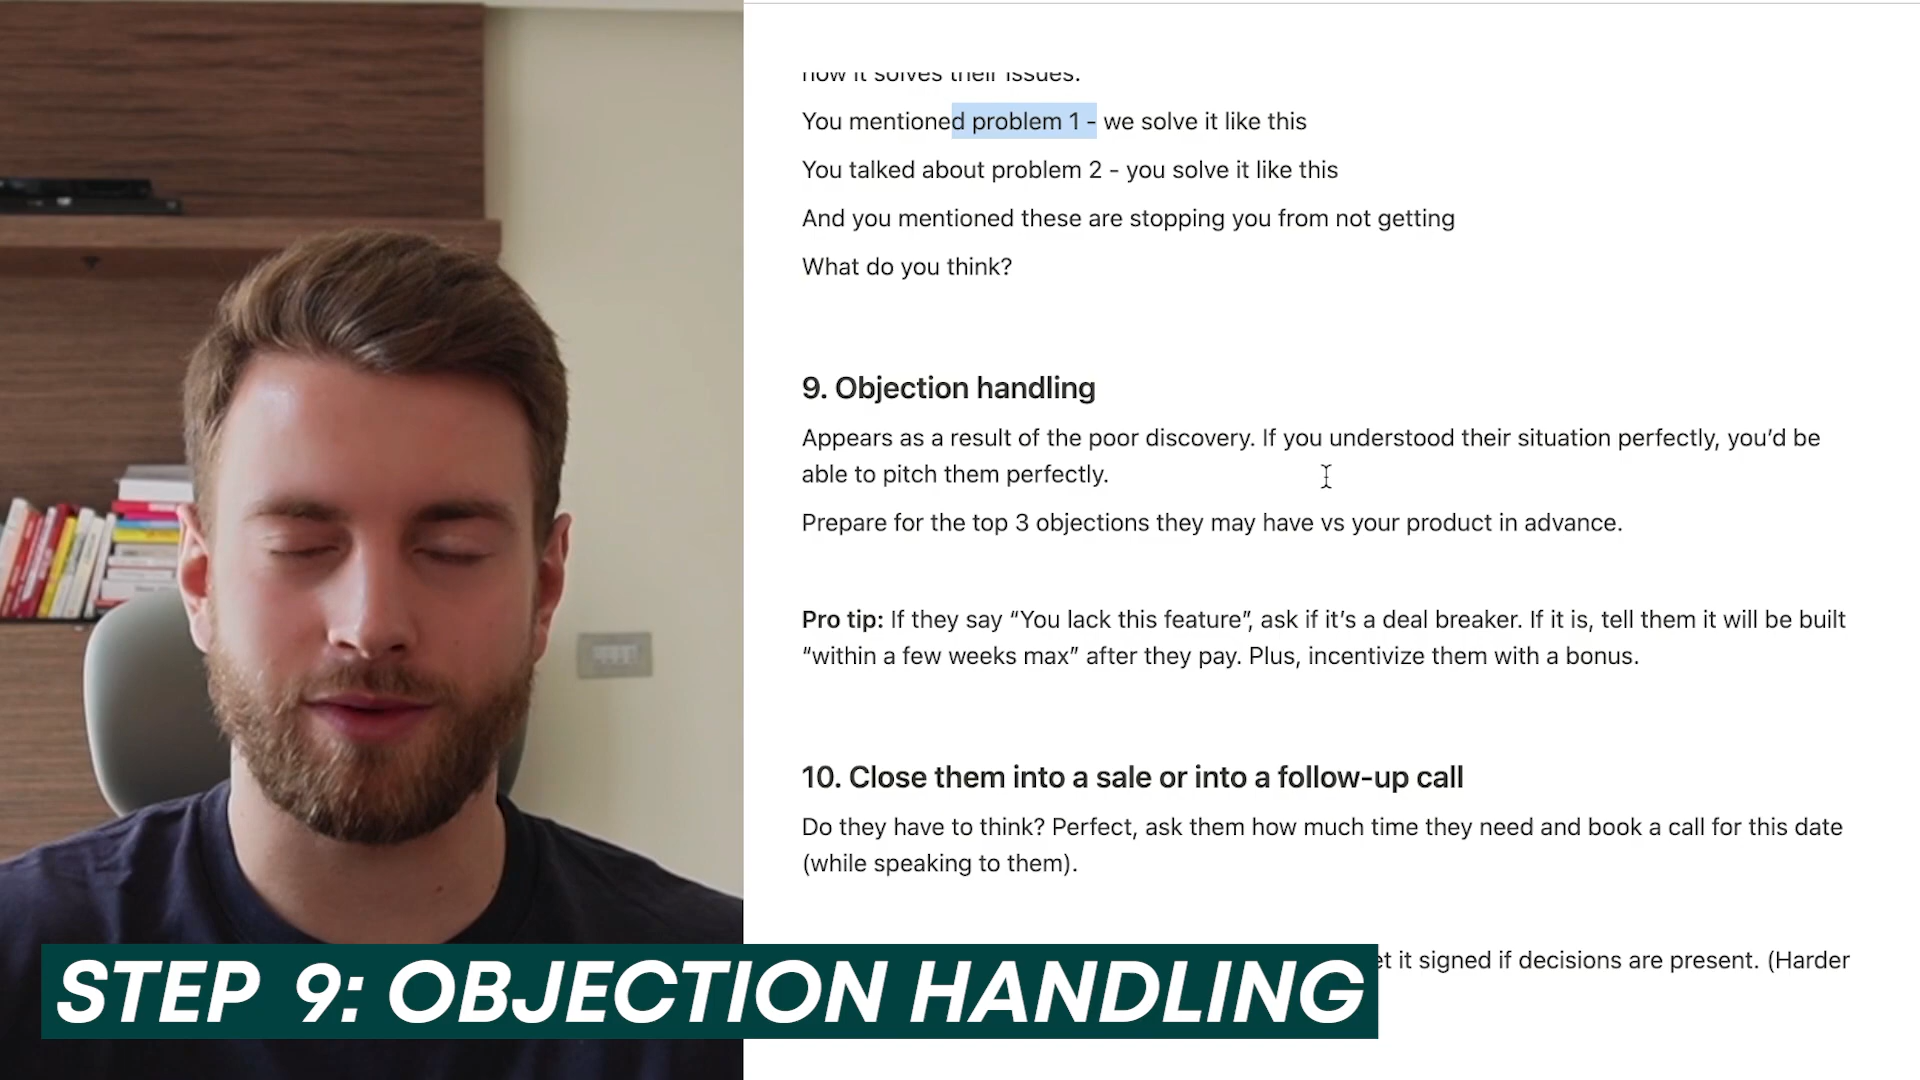 how it solves their issues.
You mentioned problem 1 - we solve it like this
You talked about problem 2 - you solve it like this
And you mentioned these are stopping you from not getting
What do you think?
9. Objection handling
Appears as a result of the poor discovery. If you understood their situation perfectly, you’d be
able to pitch them perfectly.
Prepare for the top 3 objections they may have vs your product in advance.
Pro tip: If they say “You lack this feature”, ask if it’s a deal breaker. If it is, tell them it will be built
“within a few weeks max” after they pay. Plus, incentivize them with a bonus.
10. Close them into a sale or into a follow-up call
Do they have to think? Perfect, ask them how much time they need and book a call for this date
(while speaking to them).
it signed if decisions are present. (Harder
STEP 9: OBJECTION HANDLING